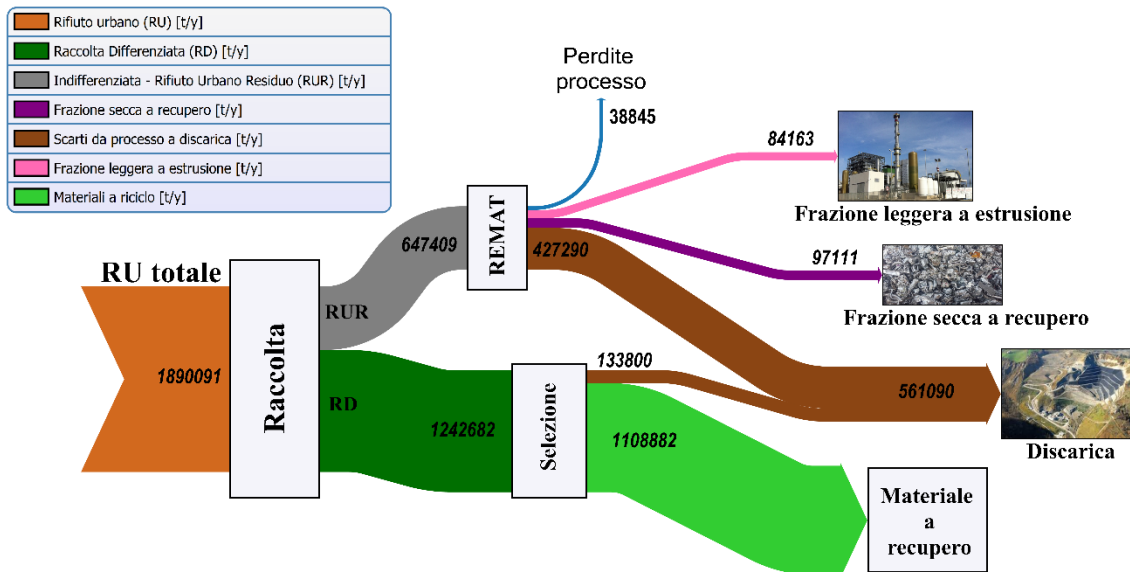 Rifiuto urbano (RU) [t/y]
Raccolta Differenziata (RD) [t/y]
Indifferenziata - Rifiuto Urbano Residuo (RUR) [t/y]
Frazione secca a recupero [t/y]
Scarti da processo a discarica [t/y]
Frazione leggera a estrusione [t/y]
Materiali a riciclo [t/y]
Perdite
processo
38845
84163
Frazione leggera a estrusione
REMAT
647409
427290
97111
Frazione secca a recupero
RU totale
1890091
Raccolta
RUR
RD
1242682
Selezione
133800
1108882
561090
Discarica
Materiale
a
recupero